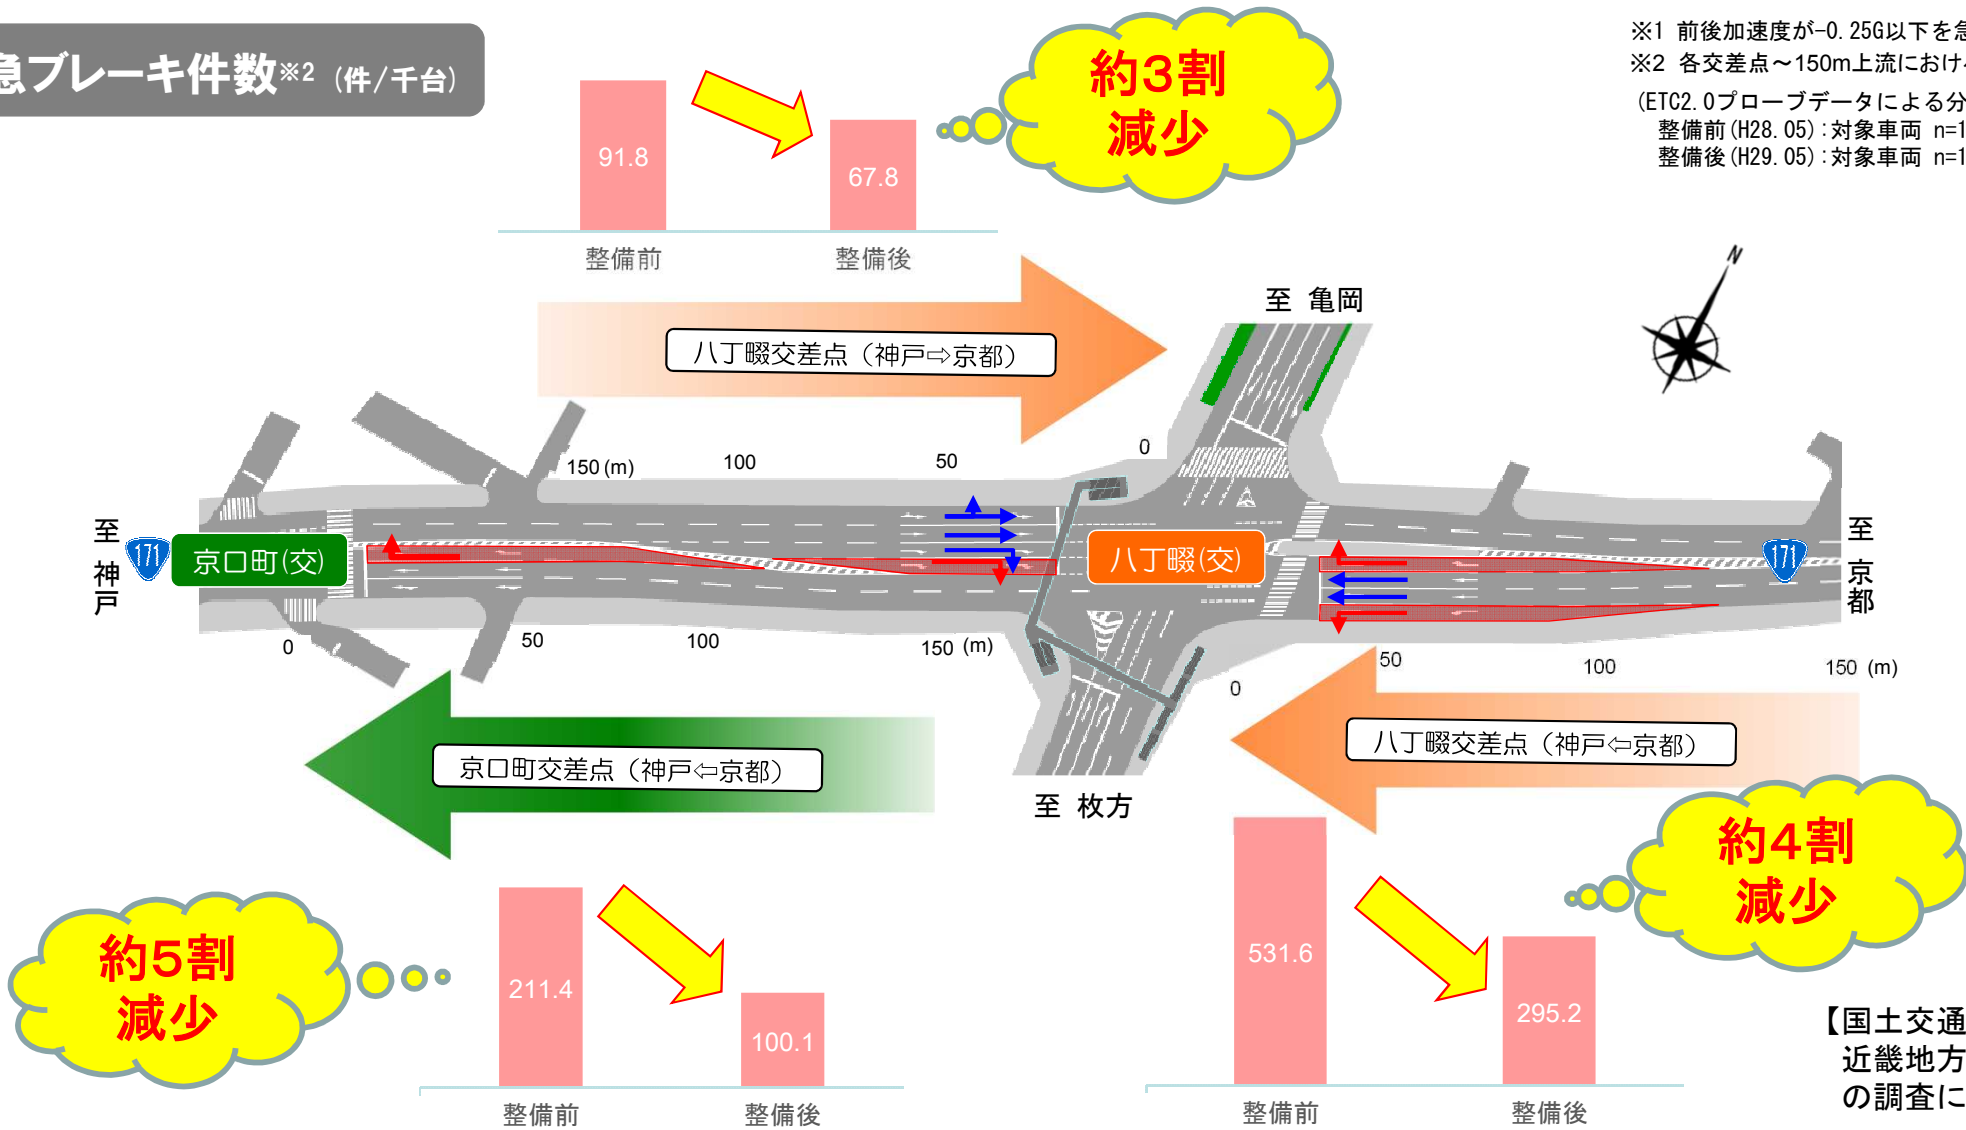 急ブレーキ件数※2 (件/千台)
※1 前後加速度が-0.25G以下を急
※2 各交差点～150m上流におけ
(ETC2.0プローブデータによる分
整備前(H28.05):対象車両 n=1
整備後(H29.05):対象車両 n=1
91.8
67.8
整備前
整備後
約3割
減少
N
至 亀岡
八丁畷交差点（神戸⇨京都）
150(m)
100
50
0
至 神戸
171
京口町(交)
八丁畷(交)
171
至 京都
0
50
100
150 (m)
0
50
100
150 (m)
京口町交差点（神戸⇦京都）
八丁畷交差点（神戸⇦京都）
至 枚方
約5割
減少
211.4
100.1
整備前
整備後
531.6
295.2
整備前
整備後
約4割
減少
【国土交通
近畿地方
の調査に